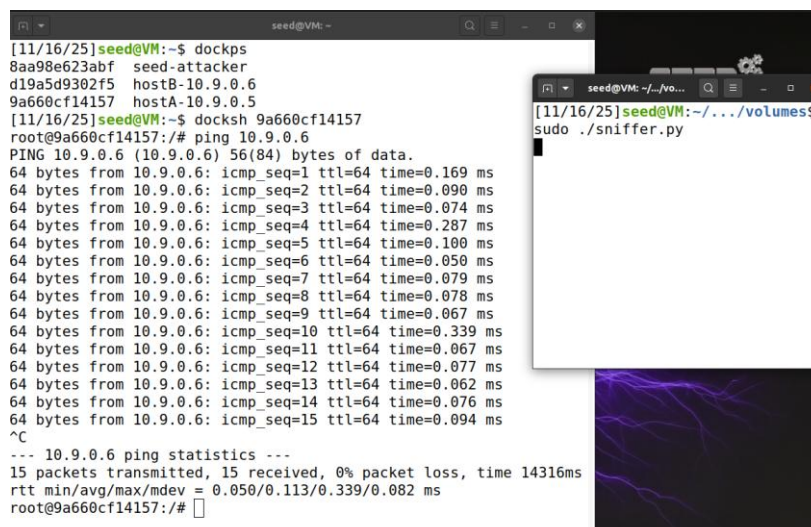 seed@VM: ~
[11/16/25]seed@VM:~$ dockps
8aa98e623abf  seed-attacker
d19a5d9302f5  hostB-10.9.0.6
9a660cf14157  hostA-10.9.0.5
[11/16/25]seed@VM:~$ docksh 9a660cf14157
root@9a660cf14157:/# ping 10.9.0.6
PING 10.9.0.6 (10.9.0.6) 56(84) bytes of data.
64 bytes from 10.9.0.6: icmp_seq=1 ttl=64 time=0.169 ms
64 bytes from 10.9.0.6: icmp_seq=2 ttl=64 time=0.090 ms
64 bytes from 10.9.0.6: icmp_seq=3 ttl=64 time=0.074 ms
64 bytes from 10.9.0.6: icmp_seq=4 ttl=64 time=0.287 ms
64 bytes from 10.9.0.6: icmp_seq=5 ttl=64 time=0.100 ms
64 bytes from 10.9.0.6: icmp_seq=6 ttl=64 time=0.050 ms
64 bytes from 10.9.0.6: icmp_seq=7 ttl=64 time=0.079 ms
64 bytes from 10.9.0.6: icmp_seq=8 ttl=64 time=0.078 ms
64 bytes from 10.9.0.6: icmp_seq=9 ttl=64 time=0.067 ms
64 bytes from 10.9.0.6: icmp_seq=10 ttl=64 time=0.339 ms
64 bytes from 10.9.0.6: icmp_seq=11 ttl=64 time=0.067 ms
64 bytes from 10.9.0.6: icmp_seq=12 ttl=64 time=0.077 ms
64 bytes from 10.9.0.6: icmp_seq=13 ttl=64 time=0.062 ms
64 bytes from 10.9.0.6: icmp_seq=14 ttl=64 time=0.076 ms
64 bytes from 10.9.0.6: icmp_seq=15 ttl=64 time=0.094 ms
^C
--- 10.9.0.6 ping statistics ---
15 packets transmitted, 15 received, 0% packet loss, time 14316ms
rtt min/avg/max/mdev = 0.050/0.113/0.339/0.082 ms
root@9a660cf14157:/#
seed@VM: ~/.../vo...
[11/16/25]seed@VM:~/.../volumes$
sudo ./sniffer.py